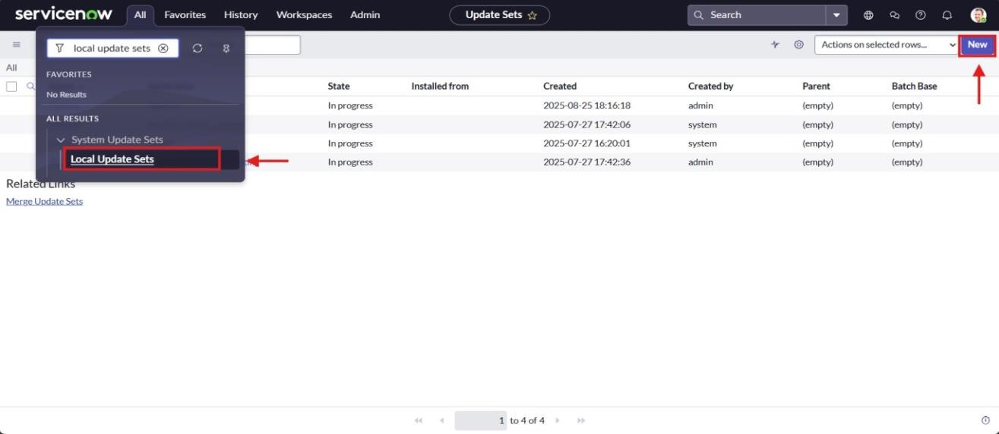 servicenow All Favorites History Workspaces Admin Update Sets Search
local update sets Actions on selected rows... New
All
FAVORITES
No Results
State Installed from Created Created by Parent Batch Base
In progress 2025-08-25 18:16:18 admin (empty) (empty)
In progress 2025-07-27 17:42:06 system (empty) (empty)
In progress 2025-07-27 16:20:01 system (empty) (empty)
In progress 2025-07-27 17:42:36 admin (empty) (empty)
ALL RESULTS
System Update Sets
Local Update Sets
Related Links
Merge Update Sets
1 to 4 of 4